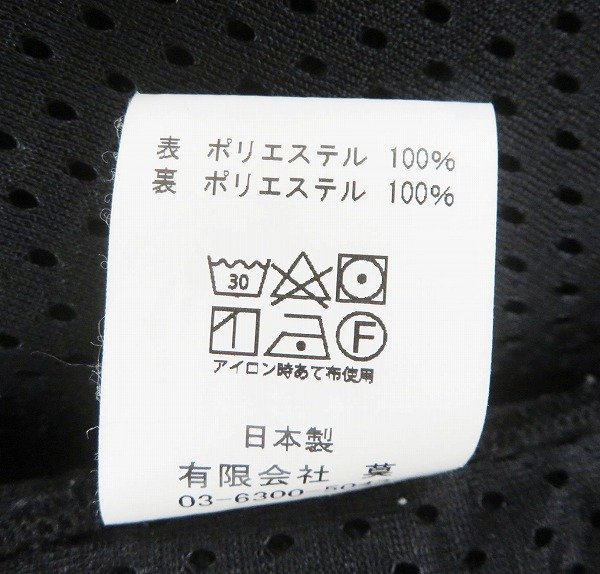 表 ポリエステル 100%
裏 ポリエステル 100%
30
F
アイロン時あて布使用
日本製
有限会社 莫